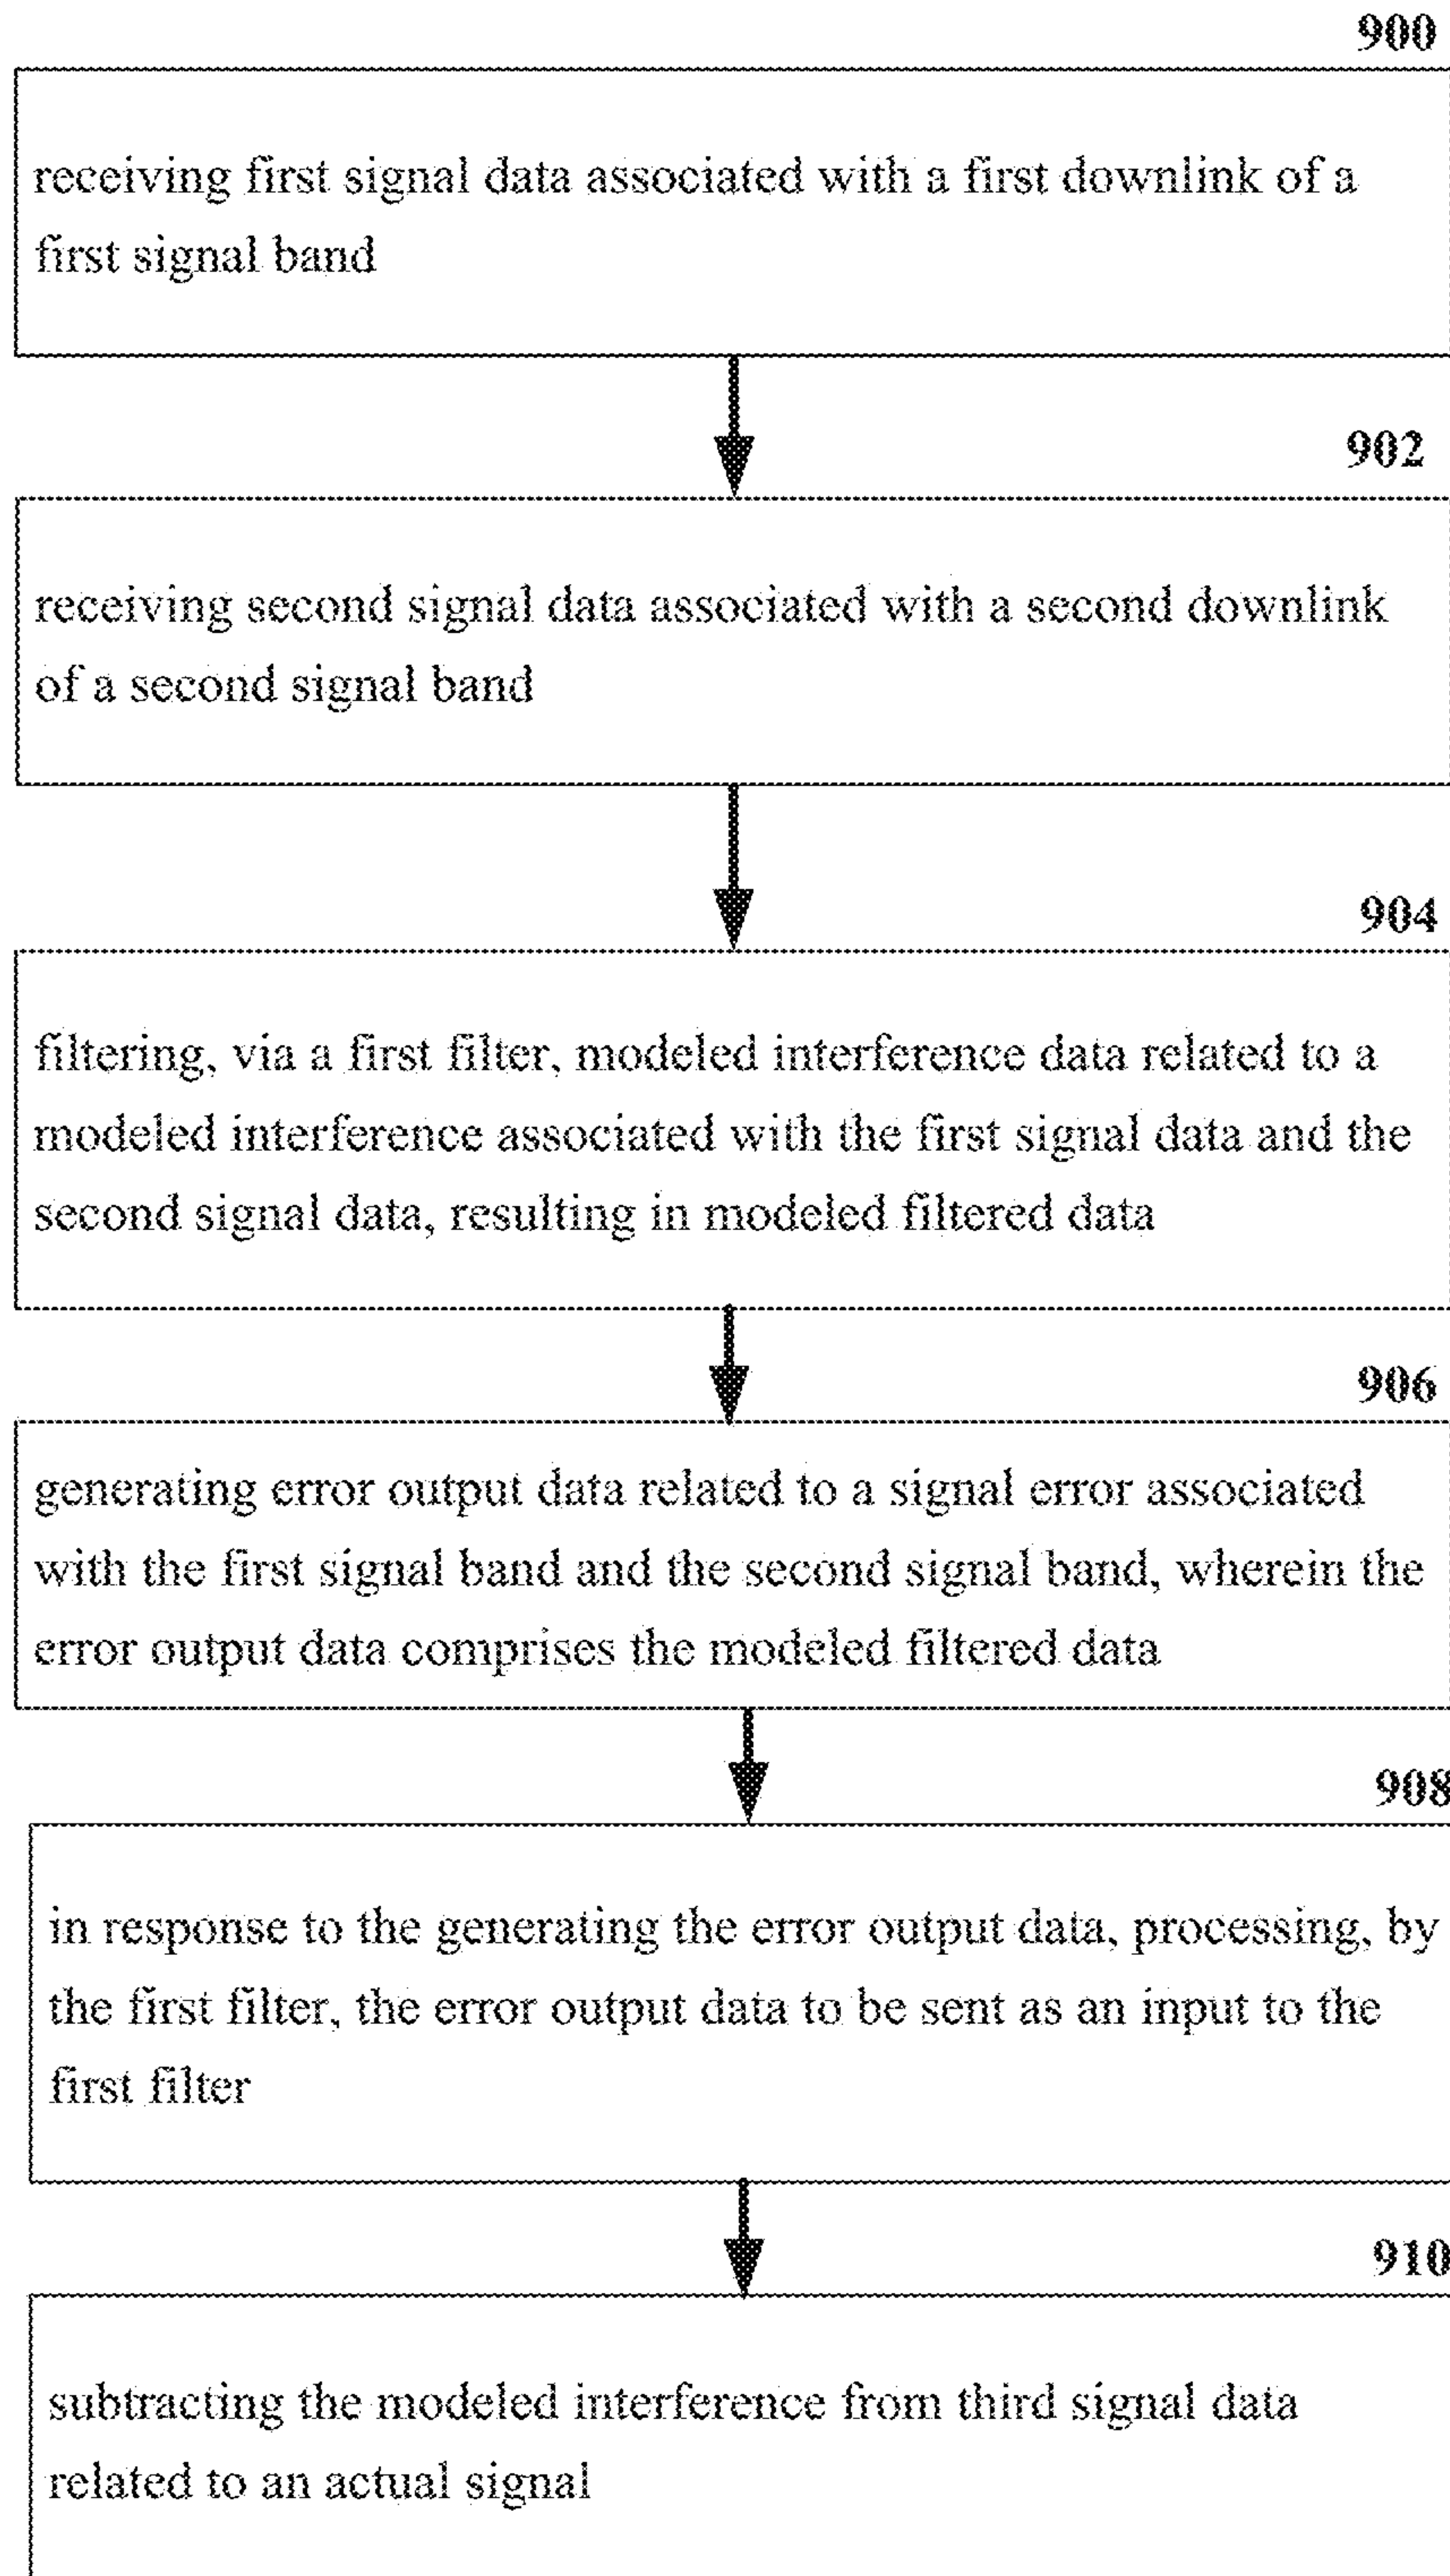 900
receiving first signal data associated with a first downlink of a
first signal band
902
receiving second signal data associated with a second downlink
of a second signal band
904
filtering, via a first filter, modeled interference data related to a
modeled interference associated with the first signal data and the
second signal data, resulting in modeled filtered data
906
generating error output data related to a signal error associated
with the first signal band and the second signal band, wherein the
error output data comprises the modeled filtered data
908
in response to the generating the error output data, processing, by
the first filter, the error output data to be sent as an input to the
first filter
910
subtracting the modeled interference from third signal data
related to an actual signal